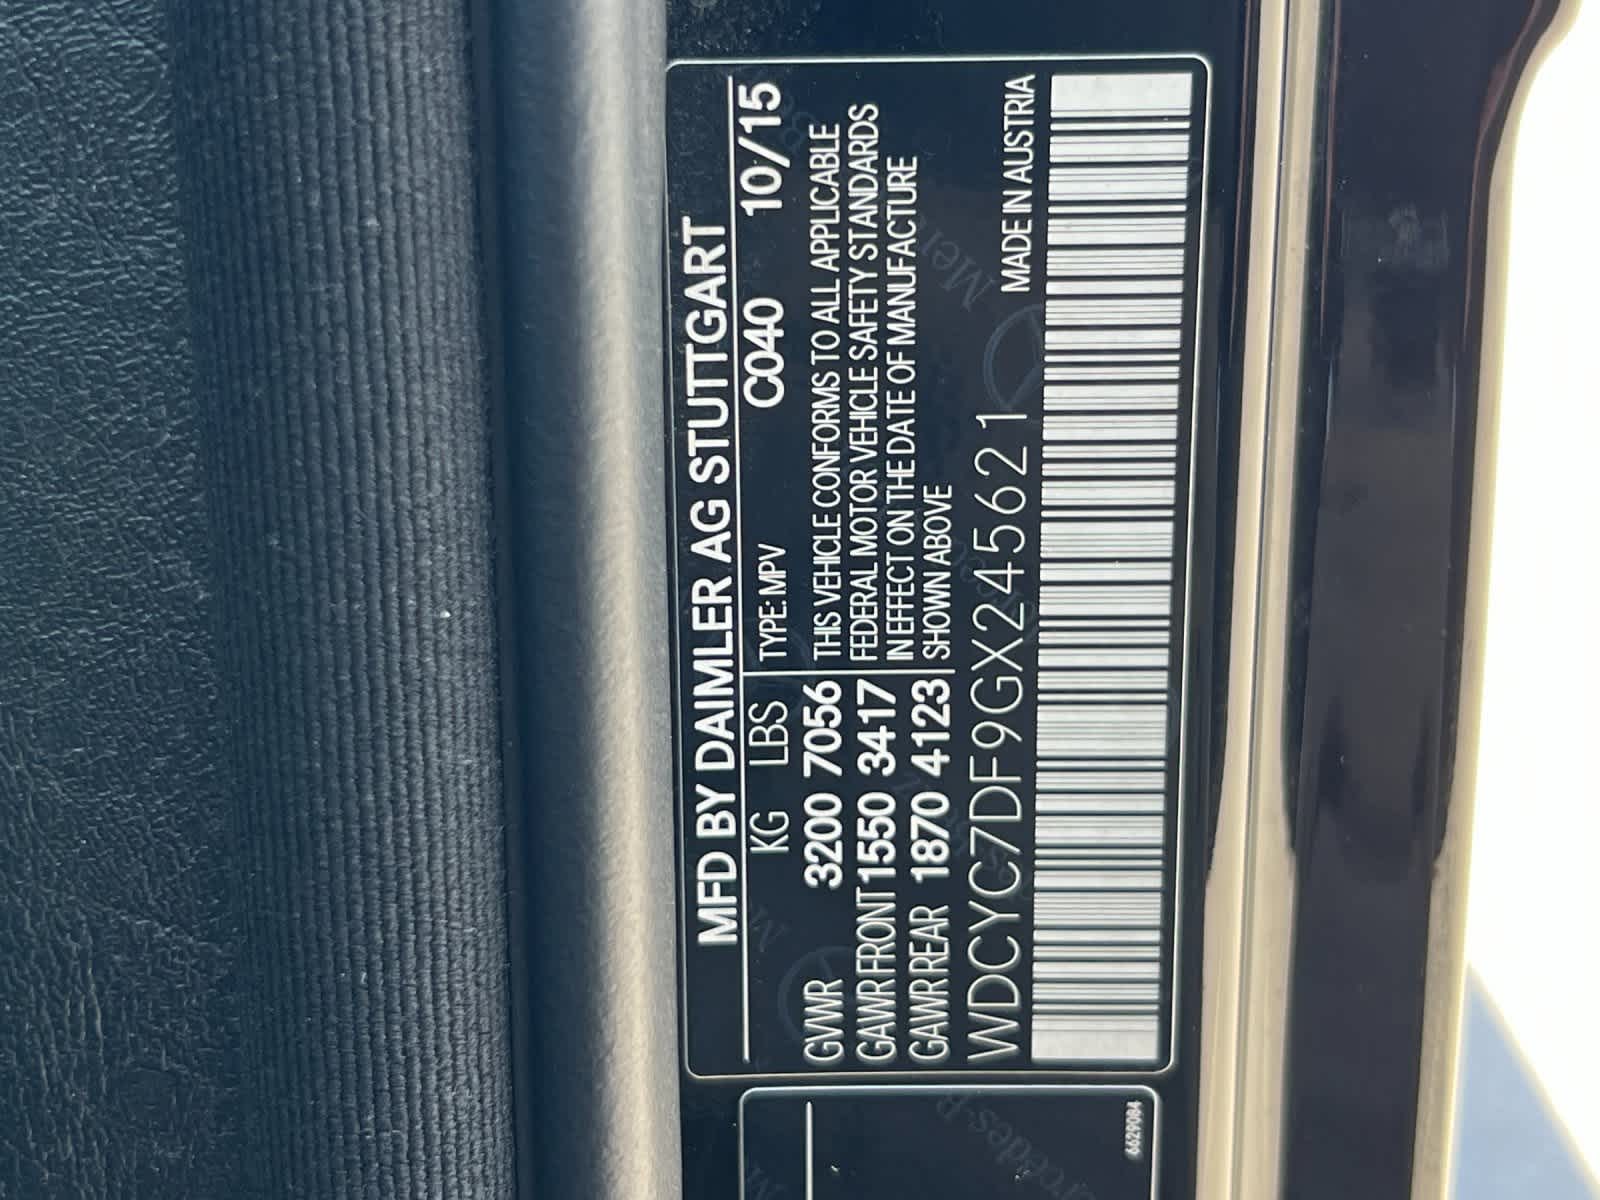 MFD BY DAIMLER AG STUTTGART
KG LBS TYPE: MPV C040 10/15
GVWR 3200 7056 THIS VEHICLE CONFORMS TO ALL APPLICABLE
GAWR FRONT 1550 3417 FEDERAL MOTOR VEHICLE SAFETY STANDARDS
IN EFFECT ON THE DATE OF MANUFACTURE
GAWR REAR 1870 4123 SHOWN ABOVE
MADE IN AUSTRIA
WDCYC7DF9GX245621
6629084